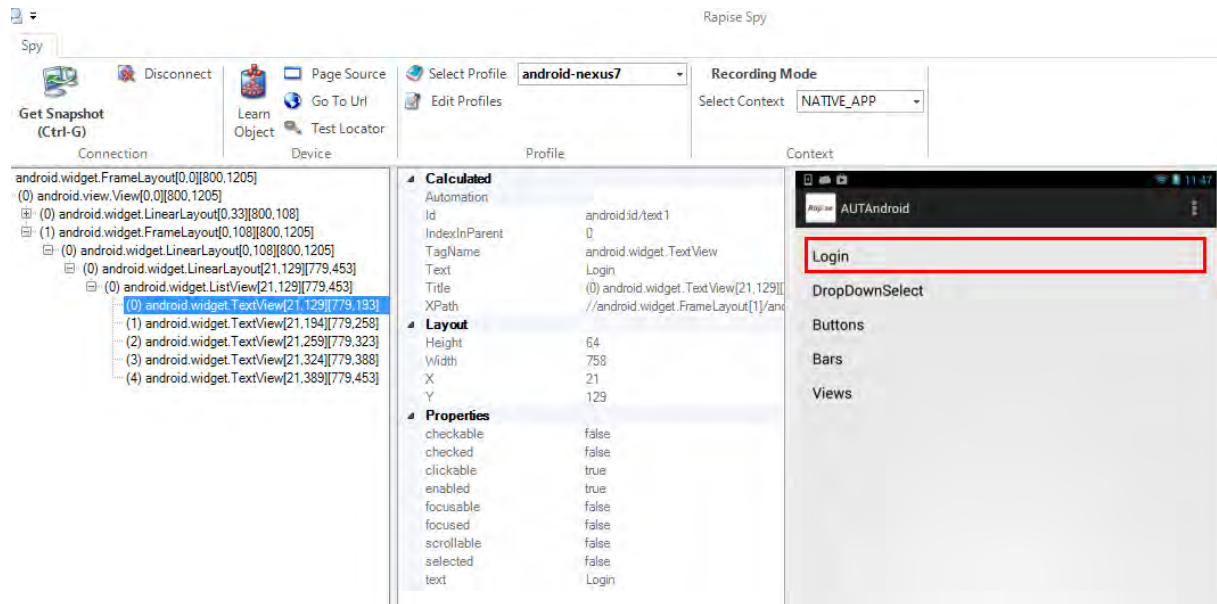 Rapise Spy
Spy
Get Snapshot
(Ctrl-G)
Disconnect
Connection
Learn
Object
Page Source
Go To Url
Test Locator
Device
Select Profile android-nexus7
Edit Profiles
Profile
Recording Mode
Select Context NATIVE_APP
Context
android.widget.FrameLayout[0,0][800,1205]
(0) android.view.View[0,0][800,1205]
(0) android.widget.LinearLayout[0,33][800,108]
(1) android.widget.FrameLayout[0,108][800,1205]
(0) android.widget.LinearLayout[0,108][800,1205]
(0) android.widget.LinearLayout[21,129][779,453]
(0) android.widget.ListView[21,129][779,453]
(0) android.widget.TextView[21,129][779,193]
(1) android.widget.TextView[21,194][779,258]
(2) android.widget.TextView[21,259][779,323]
(3) android.widget.TextView[21,324][779,388]
(4) android.widget.TextView[21,389][779,453]
Calculated
Automation
Id android:id/text1
IndexInParent 0
TagName android.widget.TextView
Text Login
Title (0) android.widget.TextView[21,129][
XPath //android.widget.FrameLayout[1]/and
Layout
Height 64
Width 758
X 21
Y 129
Properties
checkable false
checked false
clickable true
enabled true
focusable false
focused false
scrollable false
selected false
text Login
11:47
Rapise AUTAndroid
Login
DropDownSelect
Buttons
Bars
Views